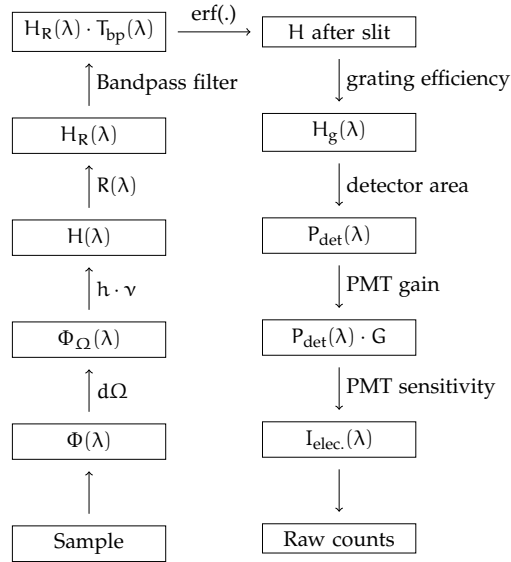 H_R(λ) · T_bp(λ)
erf(.)
H after slit
Bandpass filter
grating efficiency
H_R(λ)
H_g(λ)
R(λ)
detector area
H(λ)
P_det(λ)
h · ν
PMT gain
Φ_Ω(λ)
P_det(λ) · G
dΩ
PMT sensitivity
Φ(λ)
I_elec.(λ)
Sample
Raw counts